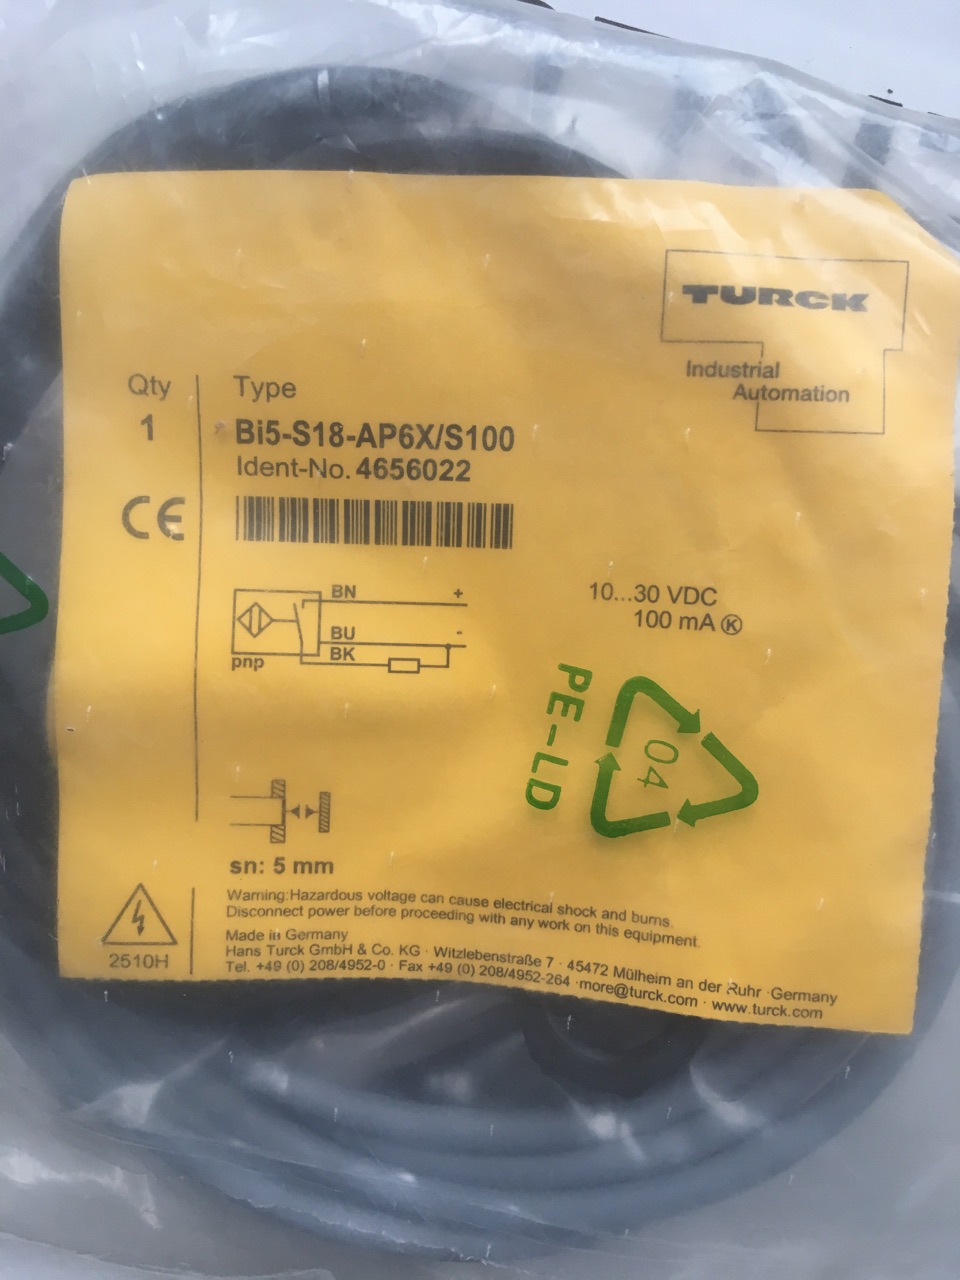 TURCK
Industrial
Automation
Qty
1
Type
Bi5-S18-AP6X/S100
Ident-No. 4656022
CE
BN +
BU -
BK
pnp
10...30 VDC
100 mA Ⓚ
PE-LD
04
sn: 5 mm
Warning:Hazardous voltage can cause electrical shock and burns.
Disconnect power before proceeding with any work on this equipment.
Made in Germany
Hans Turck GmbH & Co. KG · Witzlebenstraße 7 · 45472 Mülheim an der Ruhr ·Germany
Tel. +49 (0) 208/4952-0 · Fax +49 (0) 208/4952-264 ·more@turck.com · www.turck.com
2510H